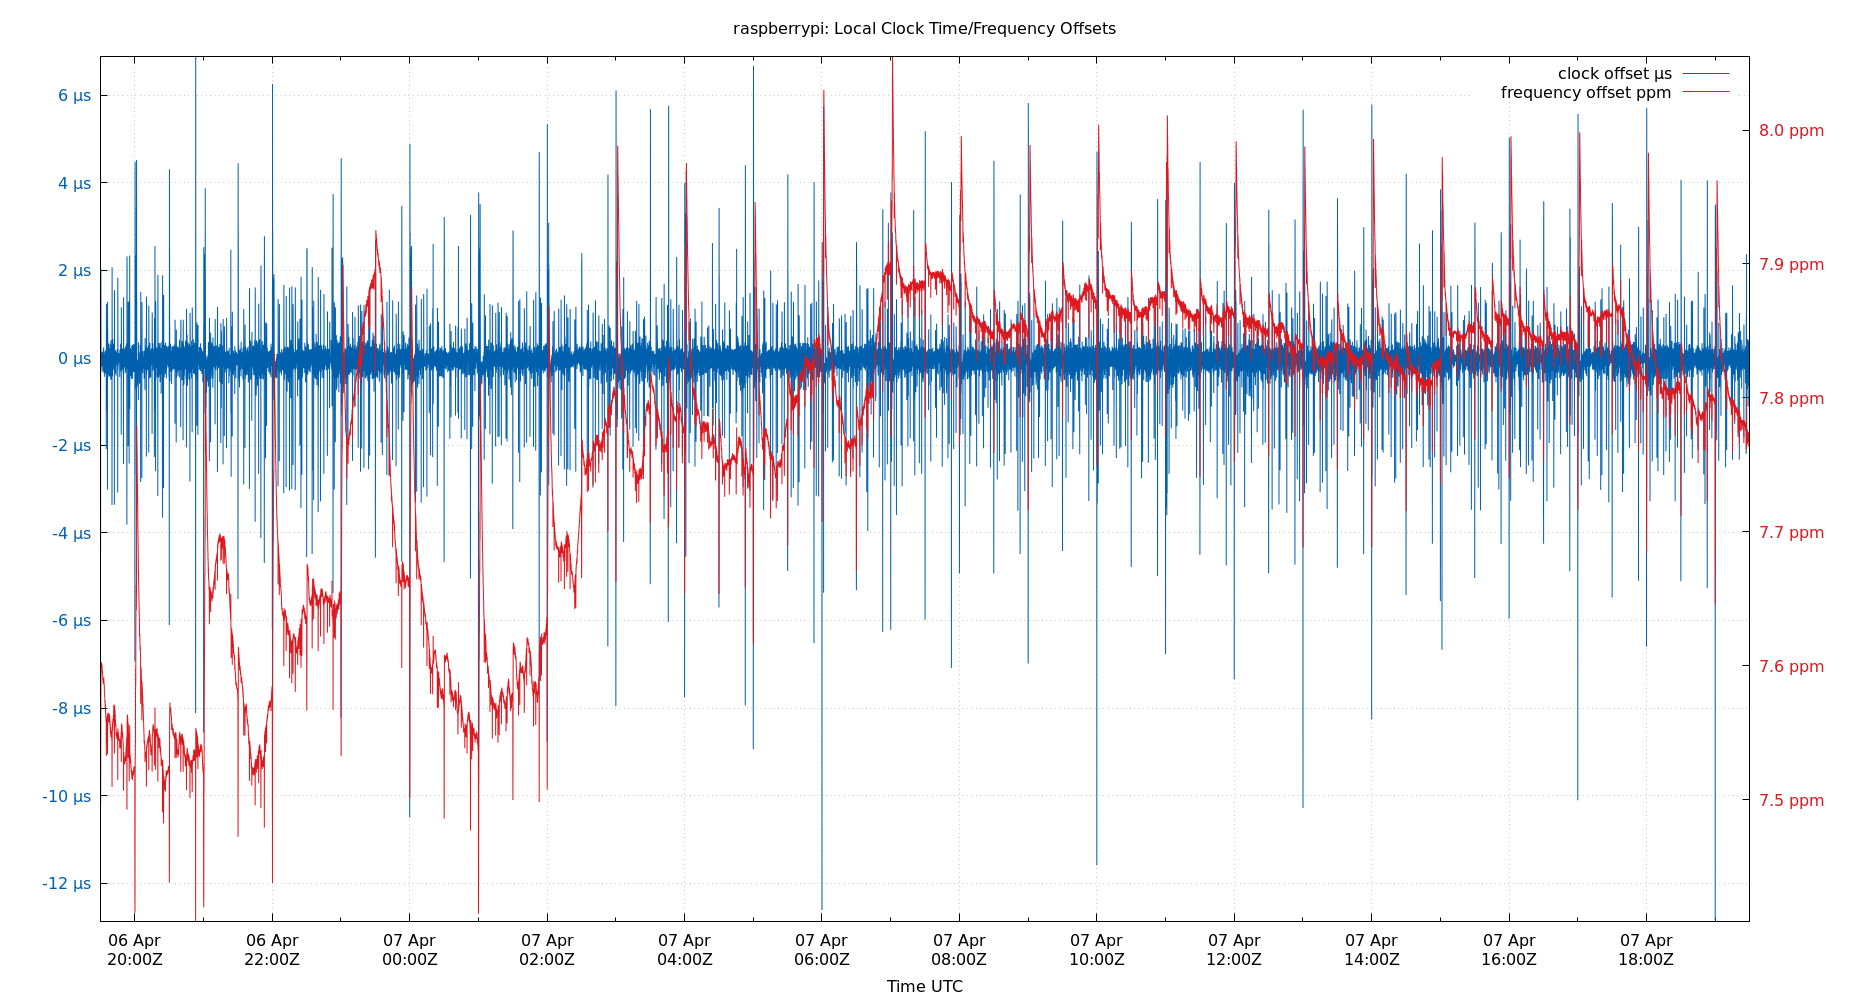 raspberrypi: Local Clock Time/Frequency Offsets
clock offset µs
frequency offset ppm
6 µs
4 µs
2 µs
0 µs
-2 µs
-4 µs
-6 µs
-8 µs
-10 µs
-12 µs
8.0 ppm
7.9 ppm
7.8 ppm
7.7 ppm
7.6 ppm
7.5 ppm
06 Apr
20:00Z
06 Apr
22:00Z
07 Apr
00:00Z
07 Apr
02:00Z
07 Apr
04:00Z
07 Apr
06:00Z
07 Apr
08:00Z
07 Apr
10:00Z
07 Apr
12:00Z
07 Apr
14:00Z
07 Apr
16:00Z
07 Apr
18:00Z
Time UTC